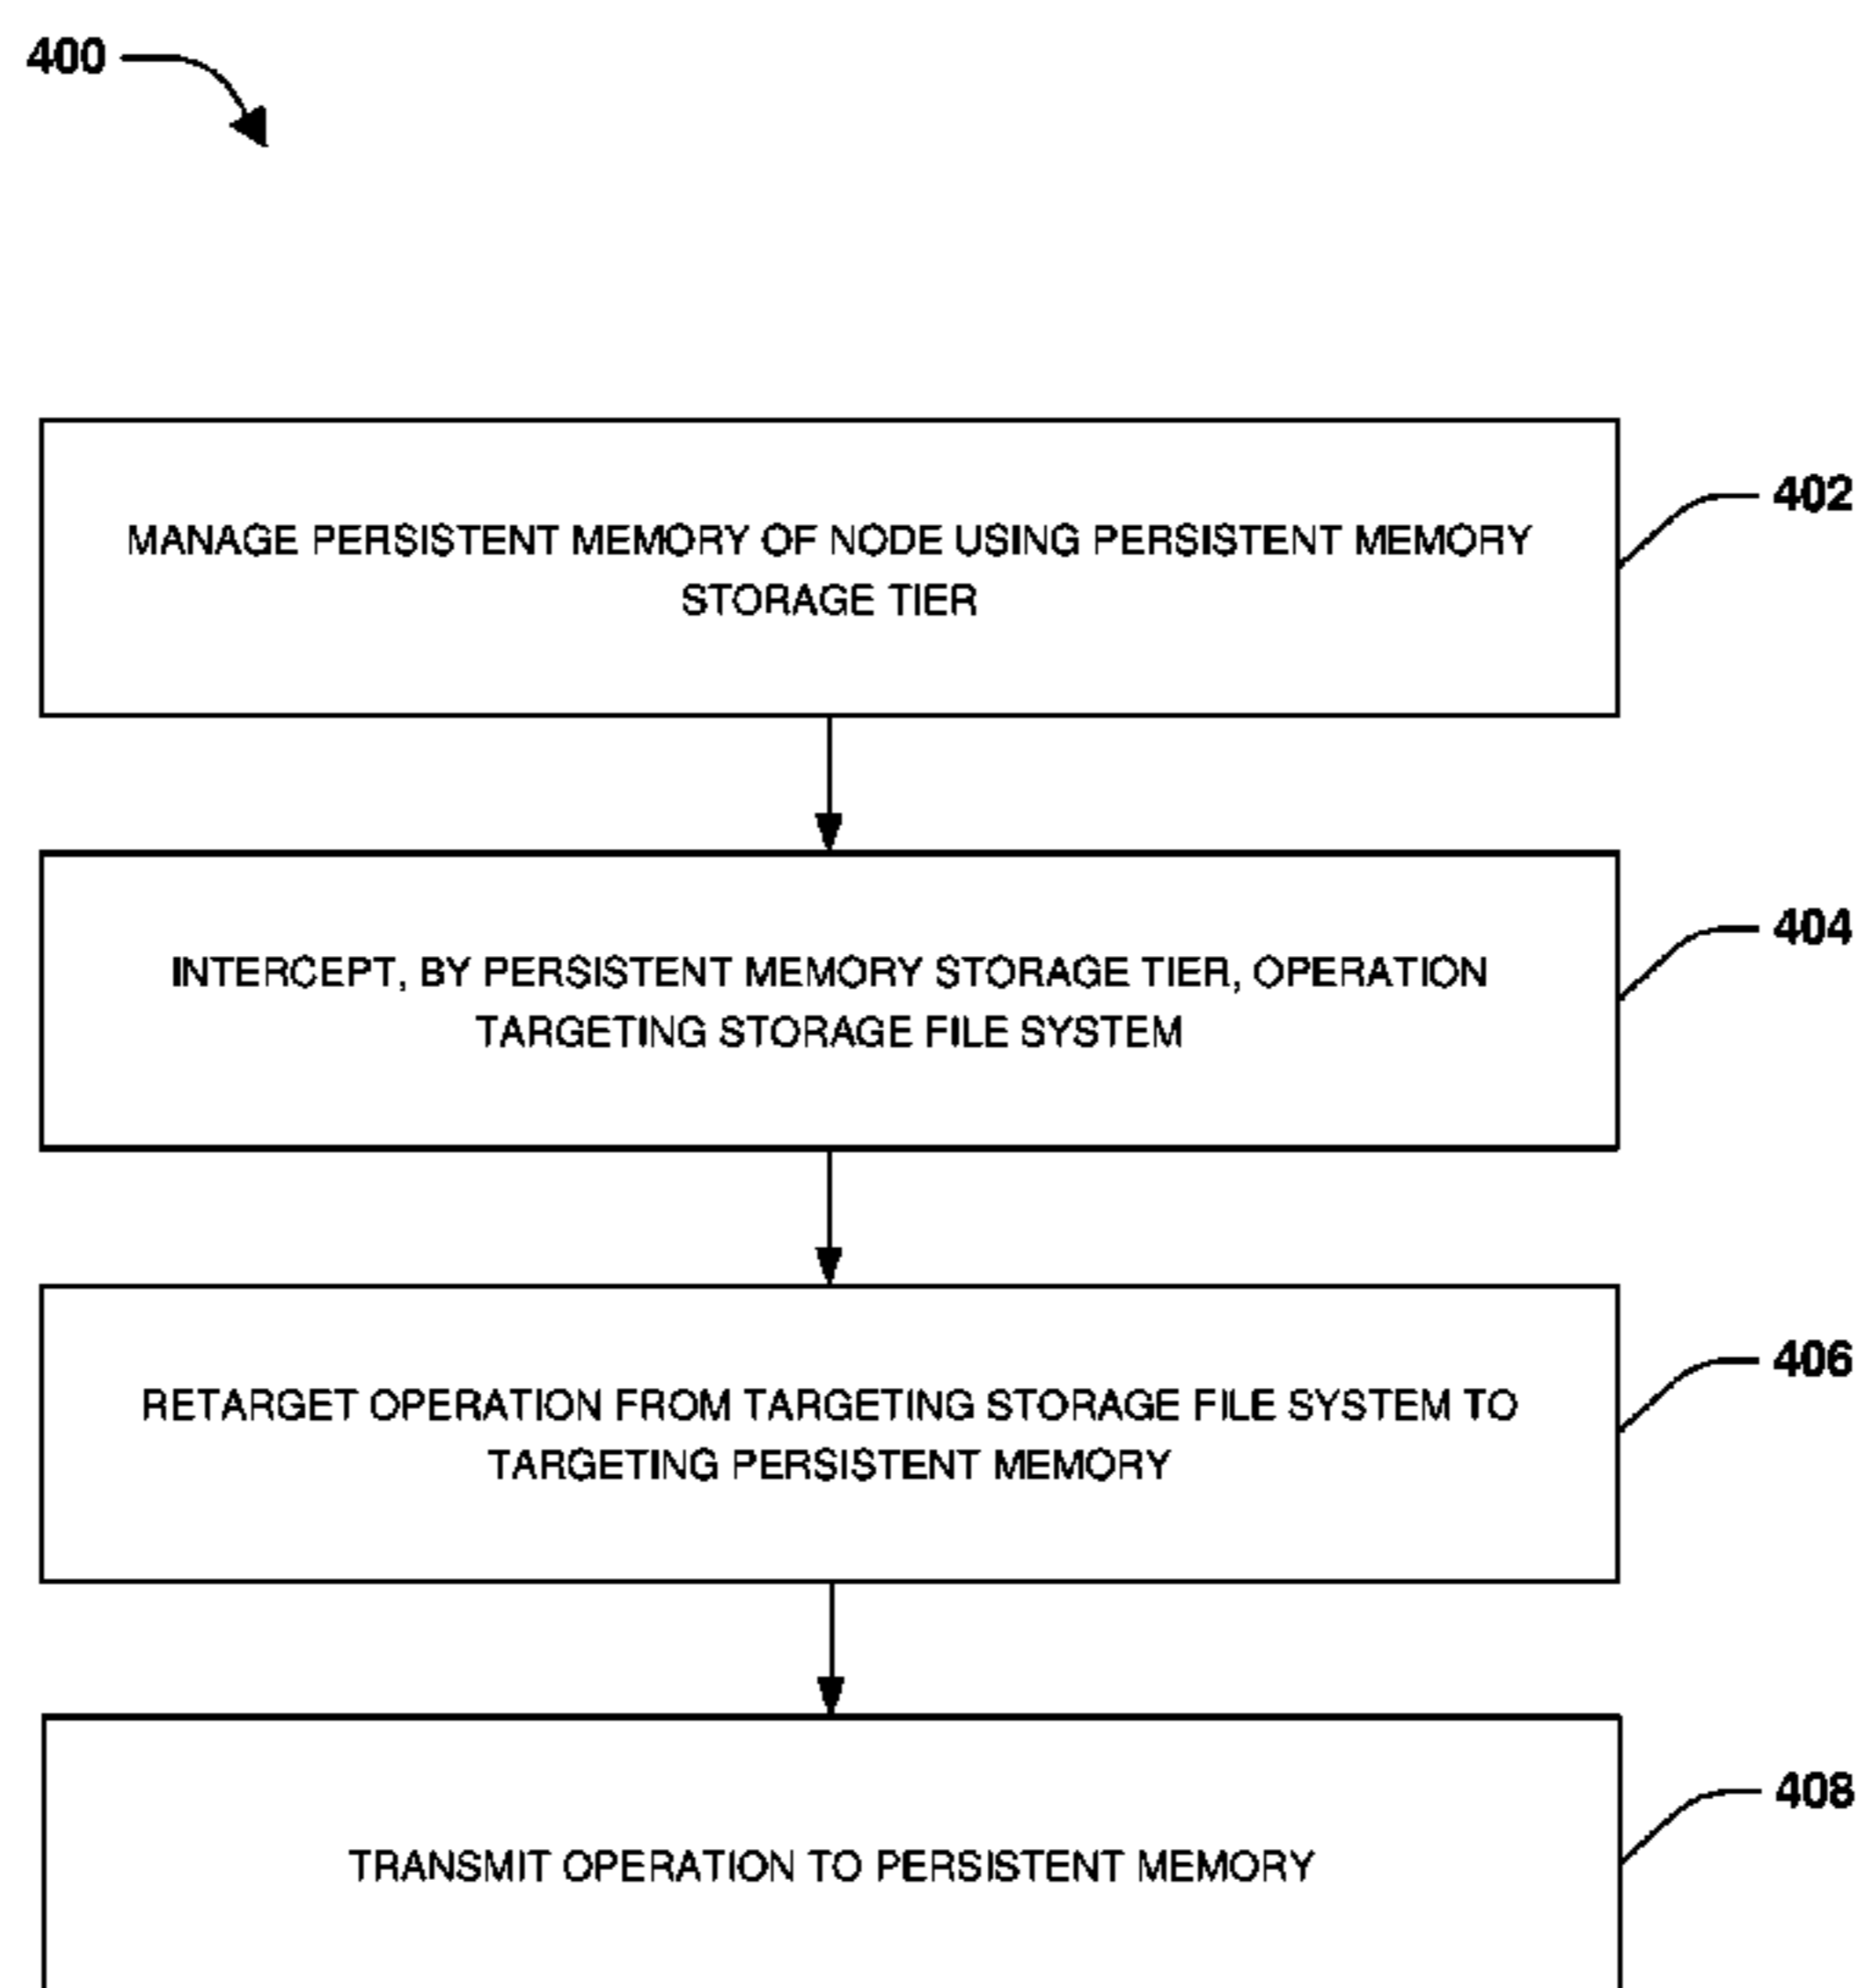 400
MANAGE PERSISTENT MEMORY OF NODE USING PERSISTENT MEMORY
STORAGE TIER
402
INTERCEPT, BY PERSISTENT MEMORY STORAGE TIER, OPERATION
TARGETING STORAGE FILE SYSTEM
404
RETARGET OPERATION FROM TARGETING STORAGE FILE SYSTEM TO
TARGETING PERSISTENT MEMORY
406
TRANSMIT OPERATION TO PERSISTENT MEMORY
408